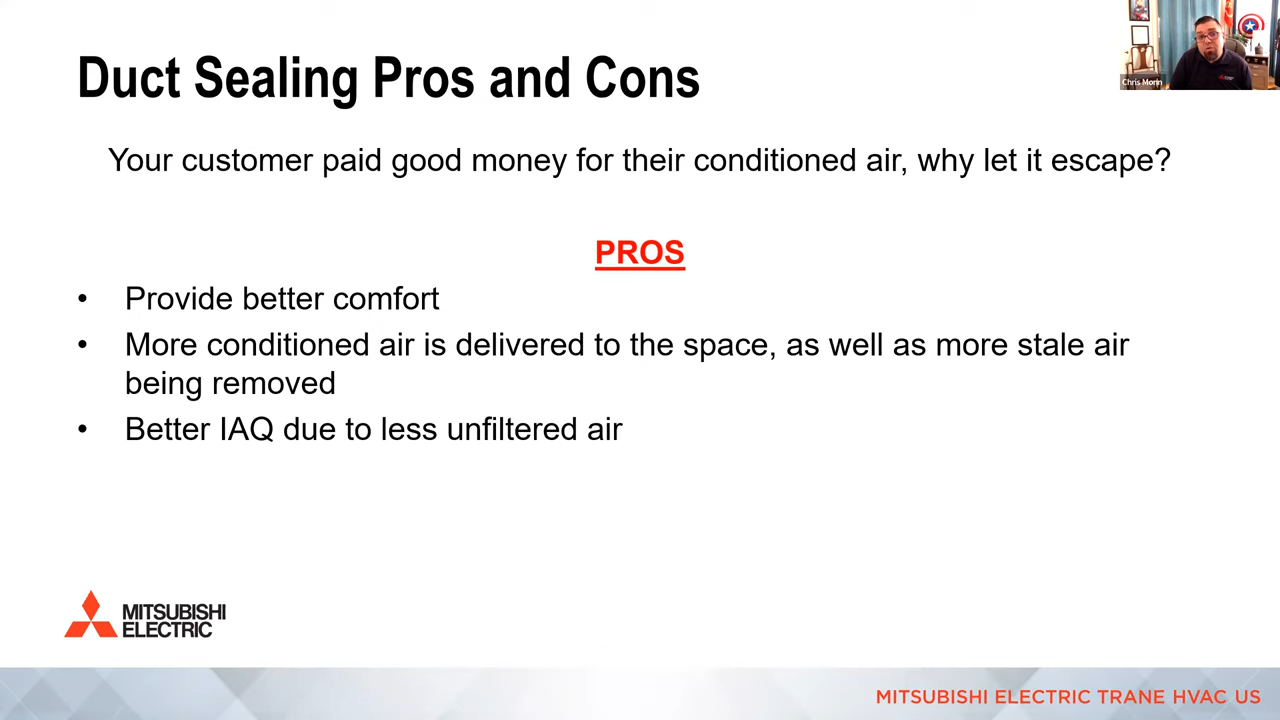 Duct Sealing Pros and Cons
Chris Morin
Your customer paid good money for their conditioned air, why let it escape?
PROS
• Provide better comfort
• More conditioned air is delivered to the space, as well as more stale air
being removed
• Better IAQ due to less unfiltered air
MITSUBISHI
ELECTRIC
MITSUBISHI ELECTRIC TRANE HVAC US